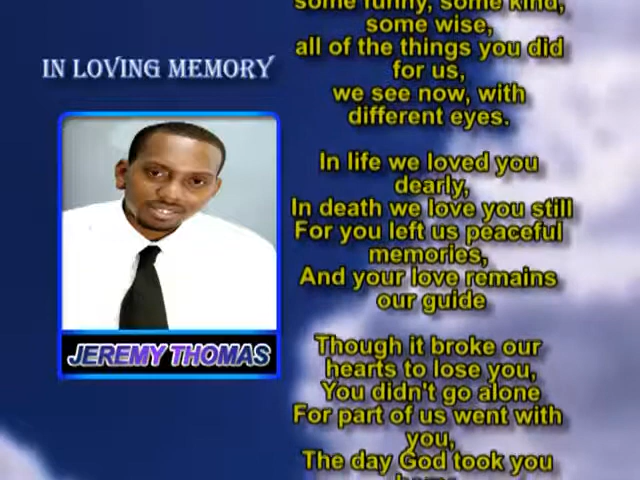 IN LOVING MEMORY
JEREMY THOMAS
some funny, some kind,
some wise,
all of the things you did
for us,
we see now, with
different eyes.
In life we loved you
dearly,
In death we love you still
For you left us peaceful
memories,
And your love remains
our guide
Though it broke our
hearts to lose you,
You didn't go alone
For part of us went with
you,
The day God took you